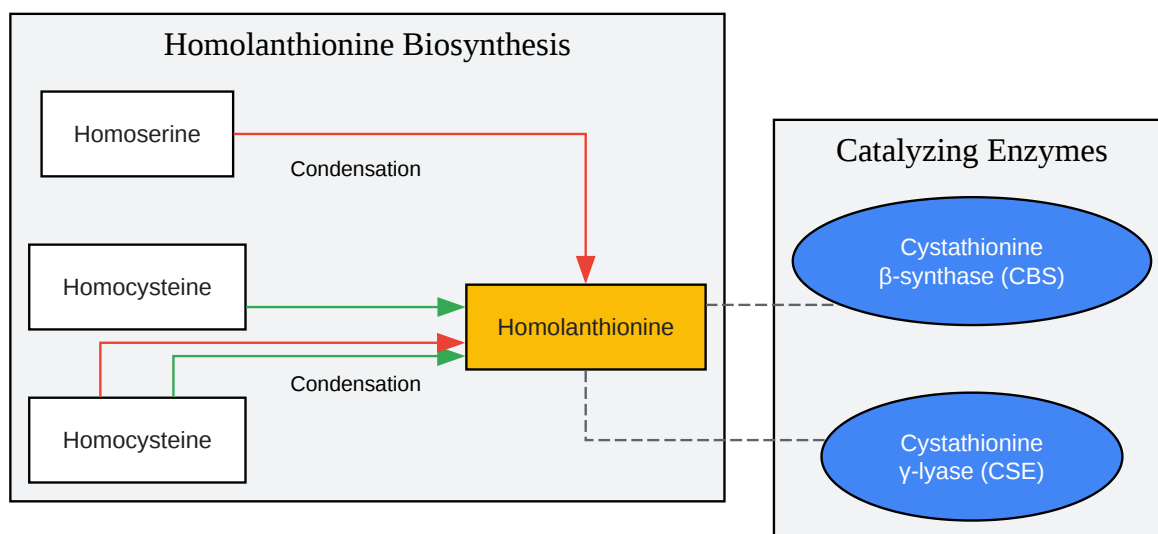 Homolanthionine Biosynthesis
Homoserine
Condensation
Homocysteine
Homolanthionine
Condensation
Homocysteine
Catalyzing Enzymes
Cystathionine
β-synthase (CBS)
Cystathionine
γ-lyase (CSE)